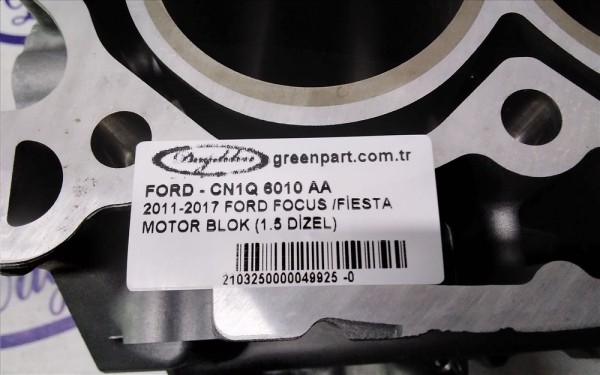 greenpart.com.tr
FORD - CN1Q 6010 AA
2011-2017 FORD FOCUS /FİESTA
MOTOR BLOK (1.5 DİZEL)
2103250000049925 -0